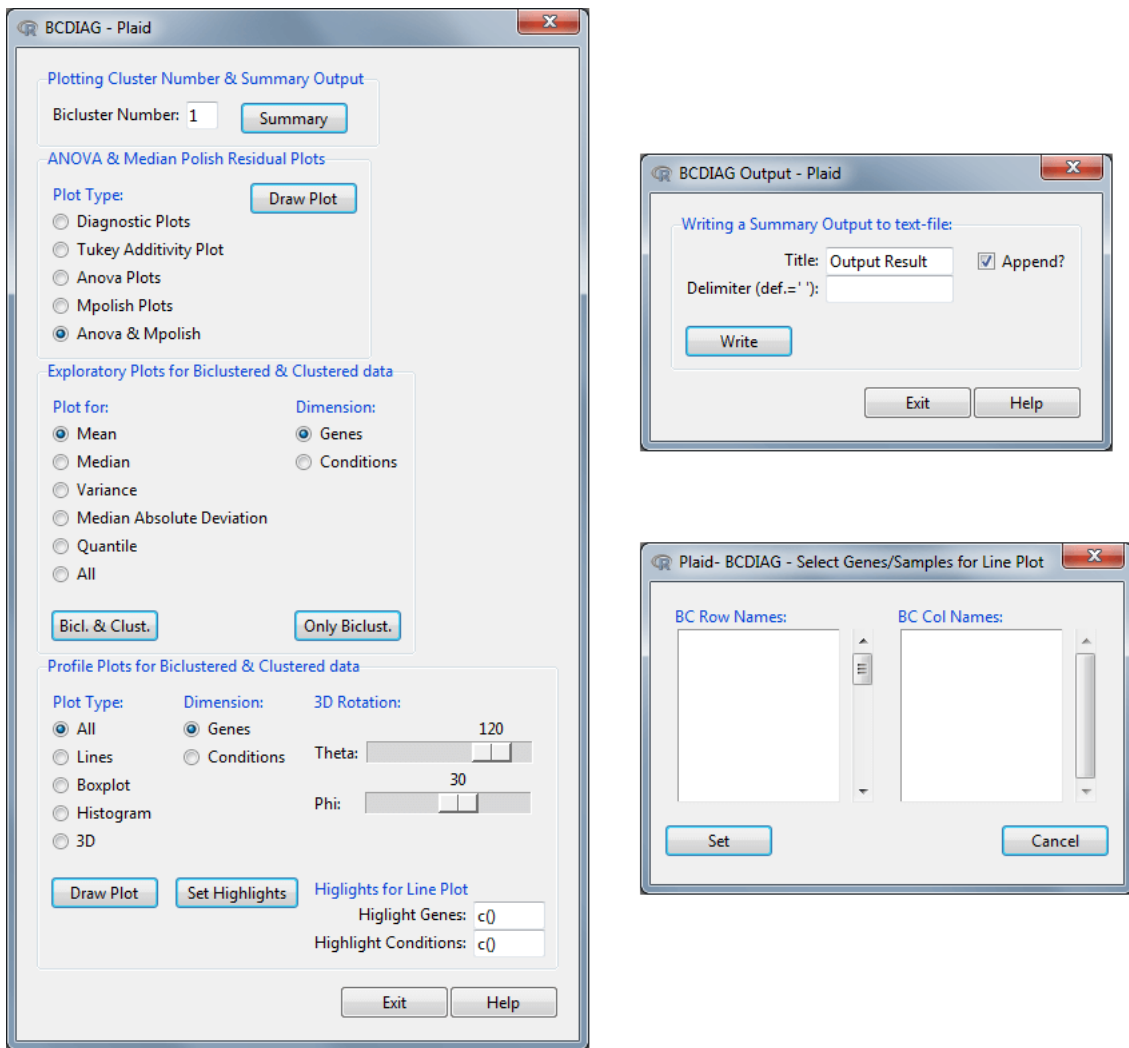 BCDIAG - Plaid
Plotting Cluster Number & Summary Output
Bicluster Number: 1 Summary
ANOVA & Median Polish Residual Plots
Plot Type: Draw Plot
Diagnostic Plots
Tukey Additivity Plot
Anova Plots
Mpolish Plots
Anova & Mpolish
Exploratory Plots for Biclustered & Clustered data
Plot for: Dimension:
Mean Genes
Median Conditions
Variance
Median Absolute Deviation
Quantile
All
Bicl. & Clust. Only Biclust.
Profile Plots for Biclustered & Clustered data
Plot Type: Dimension: 3D Rotation:
All Genes 120
Lines Conditions Theta:
Boxplot 30
Histogram Phi:
3D
Draw Plot Set Highlights Higlights for Line Plot
Higlight Genes: c()
Highlight Conditions: c()
Exit Help
BCDIAG Output - Plaid
Writing a Summary Output to text-file:
Title: Output Result Append?
Delimiter (def.=' '):
Write
Exit Help
Plaid- BCDIAG - Select Genes/Samples for Line Plot
BC Row Names: BC Col Names:
Set Cancel